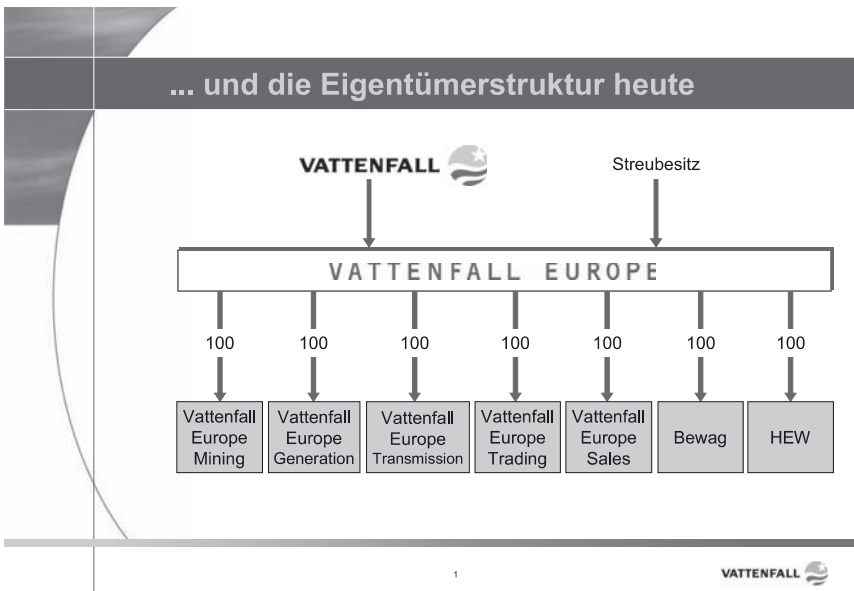 ... und die Eigentümerstruktur heute
VATTENFALL
Streubesitz
VATTENFALL EUROPE
100 100 100 100 100 100 100
Vattenfall Europe Mining
Vattenfall Europe Generation
Vattenfall Europe Transmission
Vattenfall Europe Trading
Vattenfall Europe Sales
Bewag
HEW
1
VATTENFALL